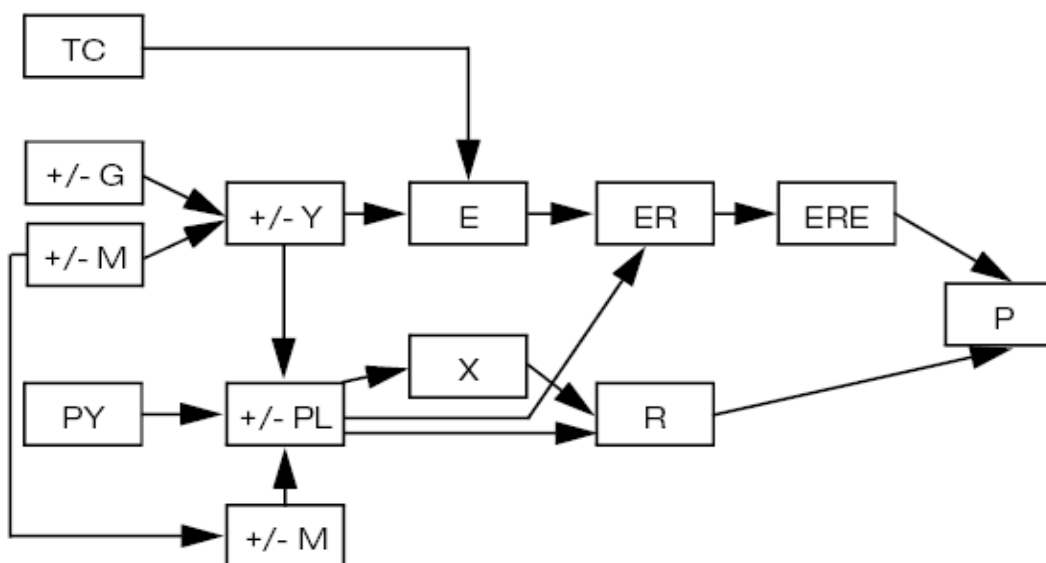 TC
+/- G
+/- Y
E
ER
ERE
+/- M
P
X
PY
+/- PL
R
+/- M